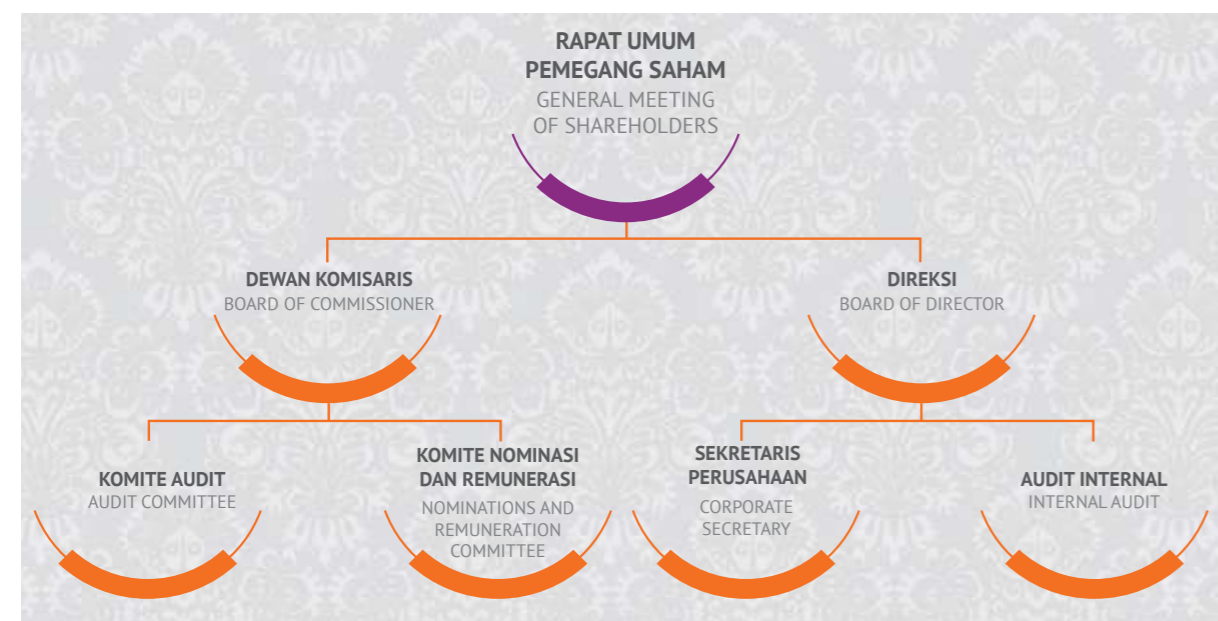 RAPAT UMUM
PEMEGANG SAHAM
GENERAL MEETING
OF SHAREHOLDERS
DEWAN KOMISARIS
BOARD OF COMMISSIONER
DIREKSI
BOARD OF DIRECTOR
KOMITE AUDIT
AUDIT COMMITTEE
KOMITE NOMINASI
DAN REMUNERASI
NOMINATIONS AND
REMUNERATION
COMMITTEE
SEKRETARIS
PERUSAHAAN
CORPORATE
SECRETARY
AUDIT INTERNAL
INTERNAL AUDIT